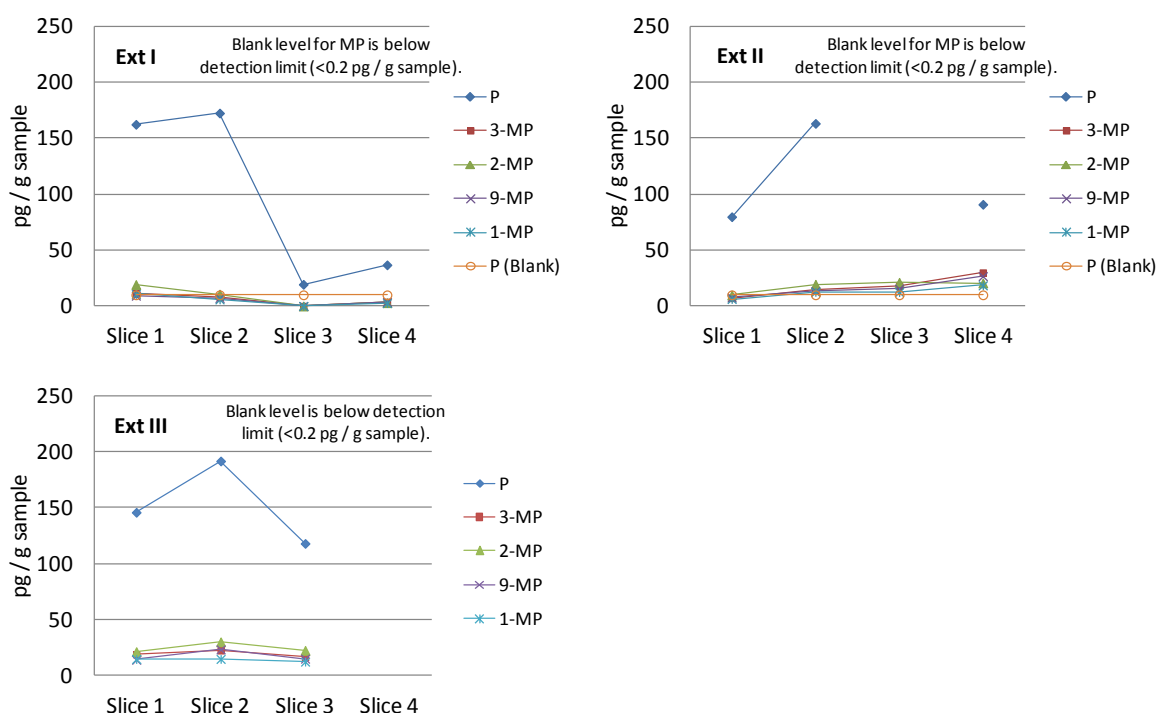 250
200
150
100
50
0
pg / g sample
Ext I
Blank level for MP is below
detection limit (<0.2 pg / g sample).
P
3-MP
2-MP
9-MP
1-MP
P (Blank)
Slice 1 Slice 2 Slice 3 Slice 4
250
200
150
100
50
0
pg / g sample
Ext II
Blank level for MP is below
detection limit (<0.2 pg / g sample).
P
3-MP
2-MP
9-MP
1-MP
P (Blank)
Slice 1 Slice 2 Slice 3 Slice 4
250
200
150
100
50
0
pg / g sample
Ext III
Blank level is below detection
limit (<0.2 pg / g sample).
P
3-MP
2-MP
9-MP
1-MP
Slice 1 Slice 2 Slice 3 Slice 4